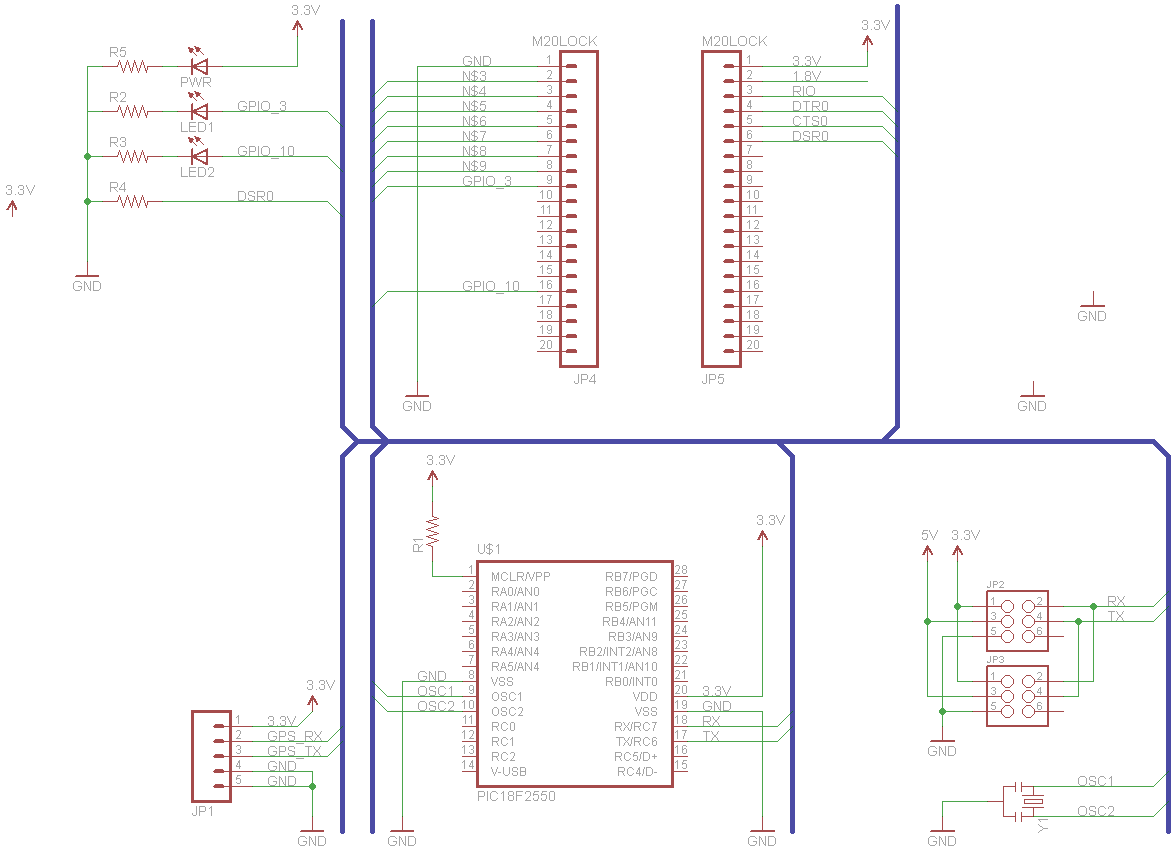 3.3V
R5
PWR
R2
LED1
GPIO_3
R3
LED2
GPIO_10
R4
DSR0
3.3V
GND
M20LOCK
GND 1
N$3 2
N$4 3
N$5 4
N$6 5
N$7 6
N$8 7
N$9 8
GPIO_3 9
10
11
12
13
14
15
GPIO_10 16
17
18
19
20
JP4
GND
M20LOCK
3.3V
1 3.3V
2 1.8V
3 RIO
4 DTR0
5 CTS0
6 DSR0
7
8
9
10
11
12
13
14
15
16
17
18
19
20
JP5
GND
GND
3.3V
R1
U$1
3.3V
1 MCLR/VPP RB7/PGD 28
2 RA0/AN0 RB6/PGC 27
3 RA1/AN1 RB5/PGM 26
4 RA2/AN2 RB4/AN11 25
5 RA3/AN3 RB3/AN9 24
6 RA4/AN4 RB2/INT2/AN8 23
7 RA5/AN4 RB1/INT1/AN10 22
GND 8 VSS RB0/INT0 21
OSC1 9 OSC1 VDD 20 3.3V
OSC2 10 OSC2 VSS 19 GND
11 RC0 RX/RC7 18 RX
12 RC1 TX/RC6 17 TX
13 RC2 RC5/D+ 16
14 V-USB RC4/D- 15
PIC18F2550
GND
GND
3.3V
1 3.3V
2 GPS_RX
3 GPS_TX
4 GND
5 GND
JP1
GND
5V 3.3V
JP2
1 2 RX
3 4 TX
5 6
JP3
1 2
3 4
5 6
GND
OSC1
OSC2
Y1
GND